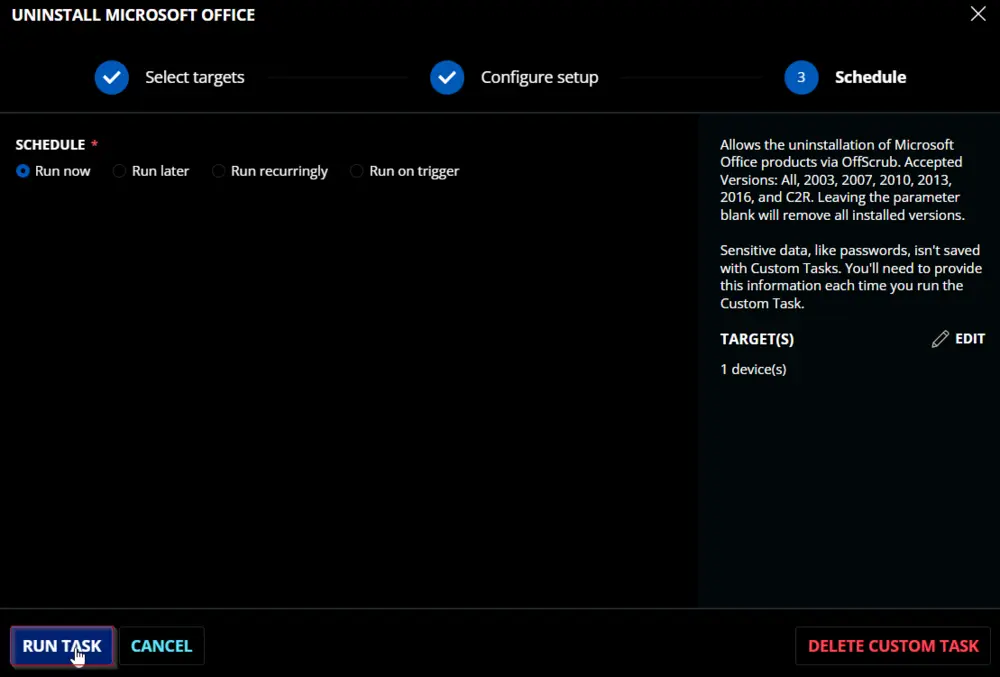 UNINSTALL MICROSOFT OFFICE
Select targets
Configure setup
3 Schedule
SCHEDULE *
Run now Run later Run recurringly Run on trigger
Allows the uninstallation of Microsoft
Office products via OffScrub. Accepted
Versions: All, 2003, 2007, 2010, 2013,
2016, and C2R. Leaving the parameter
blank will remove all installed versions.
Sensitive data, like passwords, isn't saved
with Custom Tasks. You'll need to provide
this information each time you run the
Custom Task.
TARGET(S) EDIT
1 device(s)
RUN TASK CANCEL DELETE CUSTOM TASK